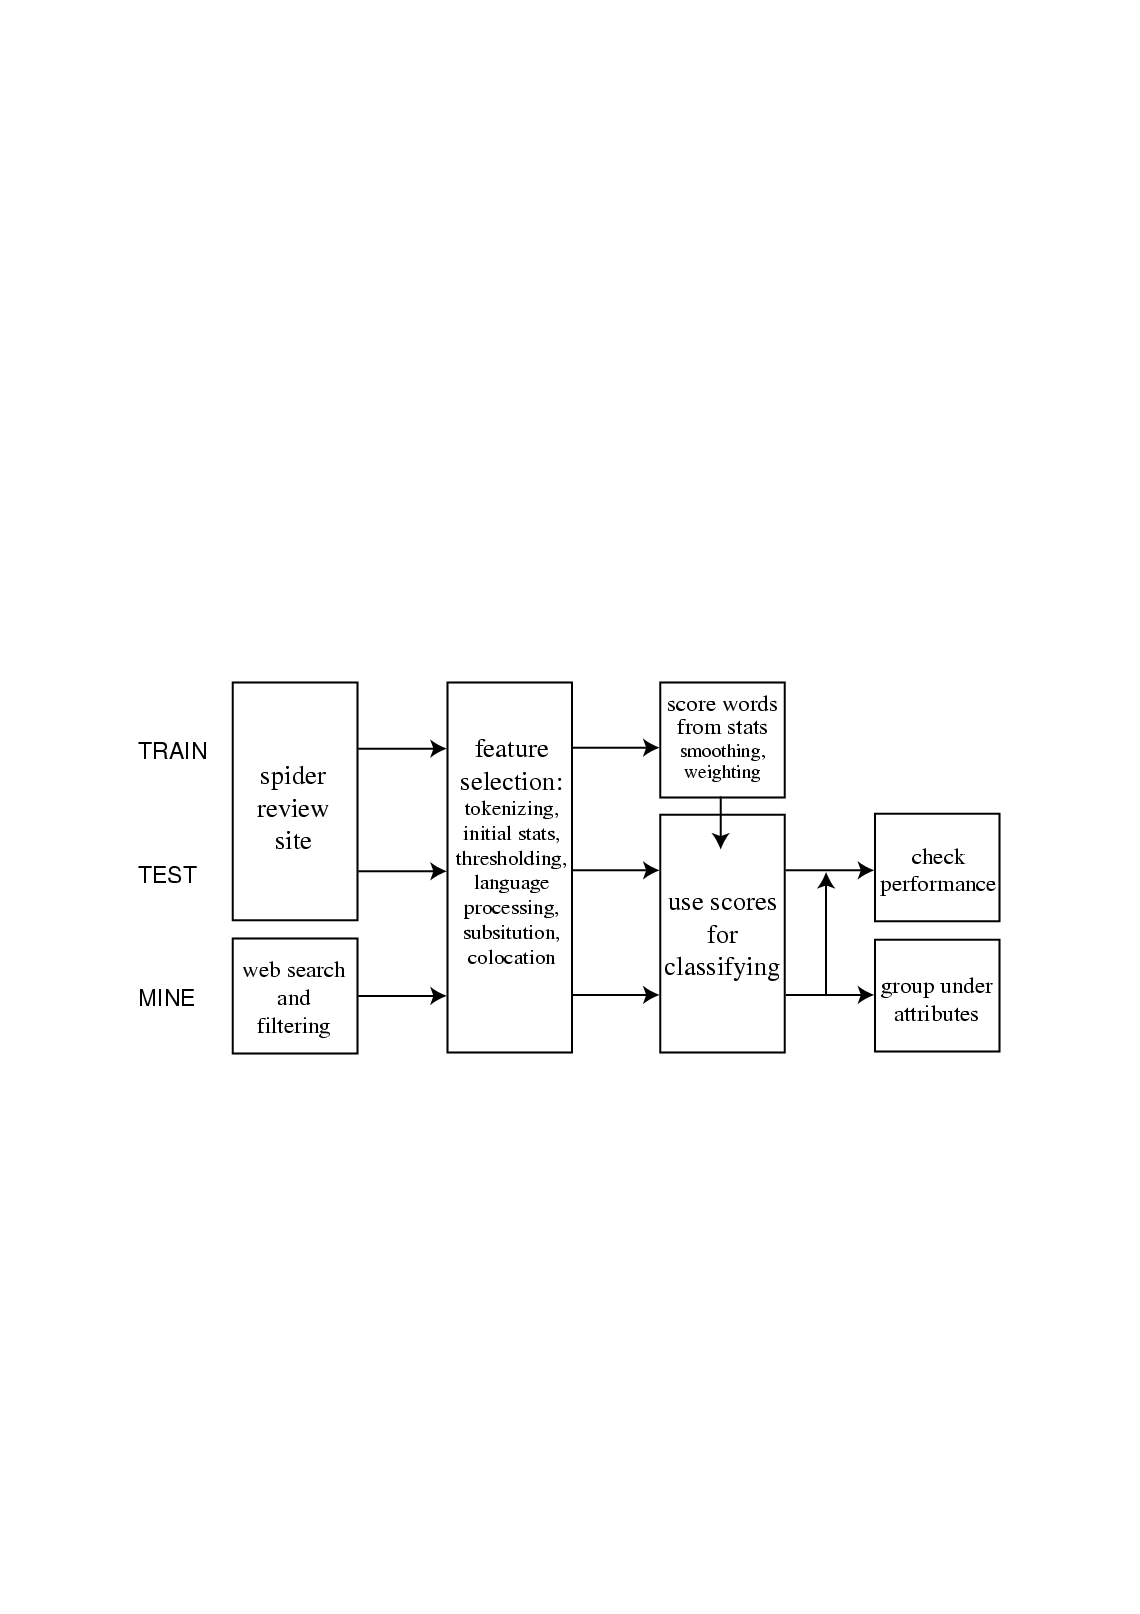 TRAIN
TEST
MINE
spider
review
site
web search
and
filtering
feature
selection:
tokenizing,
initial stats,
thresholding,
language
processing,
subsitution,
colocation
score words
from stats
smoothing,
weighting
use scores
for
classifying
check
performance
group under
attributes